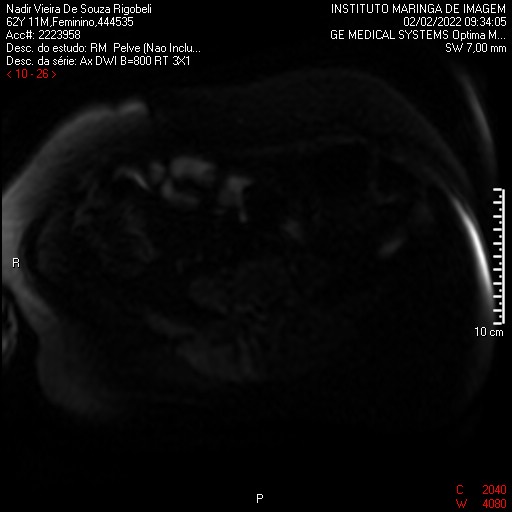 Nadir Vieira De Souza Rigobeli
62Y 11M,Feminino,444535
Acc#: 2223958
Desc. do estudo: RM  Pelve (Nao Inclu...
Desc. da série: Ax DWI B=800 RT 3X1
< 10 - 26 >
INSTITUTO MARINGA DE IMAGEM
02/02/2022 09:34:05
GE MEDICAL SYSTEMS Optima M...
SW 7,00 mm
R
10 cm
P
C 2040
W 4080